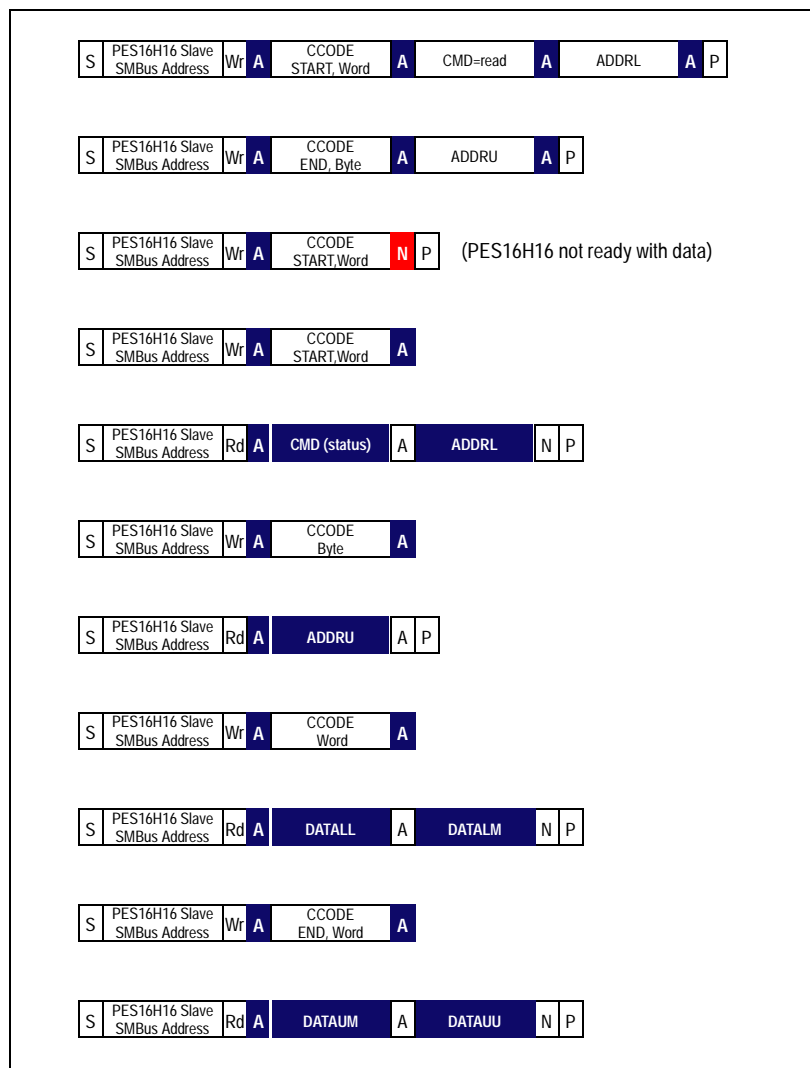 S PES16H16 Slave SMBus Address Wr A CCODE START, Word A CMD=read A ADDRL A P
S PES16H16 Slave SMBus Address Wr A CCODE END, Byte A ADDRU A P
S PES16H16 Slave SMBus Address Wr A CCODE START,Word N P (PES16H16 not ready with data)
S PES16H16 Slave SMBus Address Wr A CCODE START,Word A
S PES16H16 Slave SMBus Address Rd A CMD (status) A ADDRL N P
S PES16H16 Slave SMBus Address Wr A CCODE Byte A
S PES16H16 Slave SMBus Address Rd A ADDRU A P
S PES16H16 Slave SMBus Address Wr A CCODE Word A
S PES16H16 Slave SMBus Address Rd A DATALL A DATALM N P
S PES16H16 Slave SMBus Address Wr A CCODE END, Word A
S PES16H16 Slave SMBus Address Rd A DATAUM A DATAUU N P